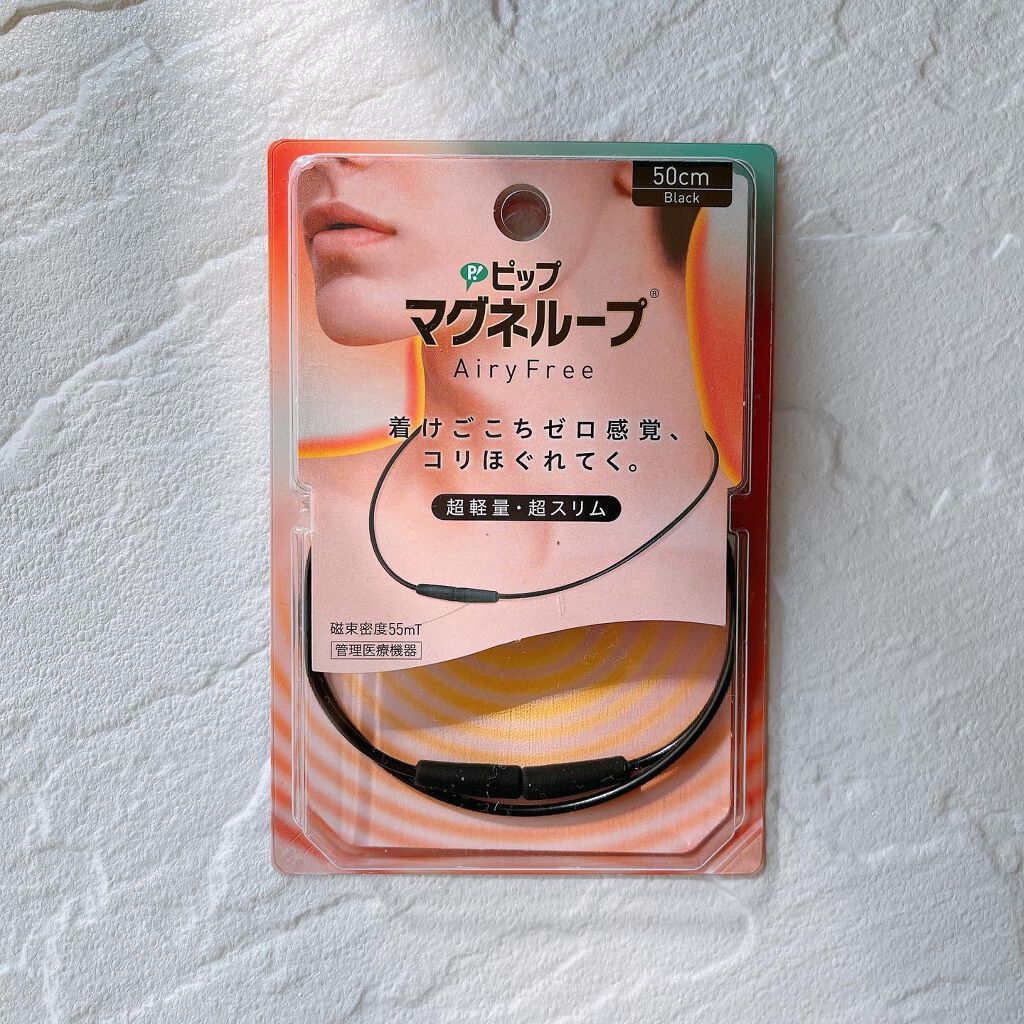 50cm
Black
P! ピップ
マグネループ®
AiryFree
着けごこちゼロ感覚、
コリほぐれてく。
超軽量・超スリム
磁束密度55mT
管理医療機器